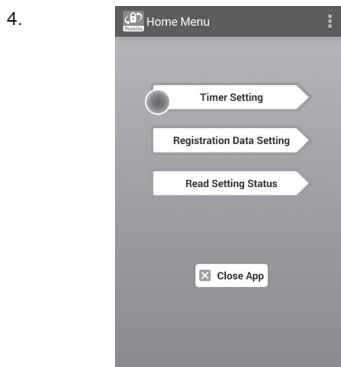 4.
Home Menu
Timer Setting
Registration Data Setting
Read Setting Status
Close App